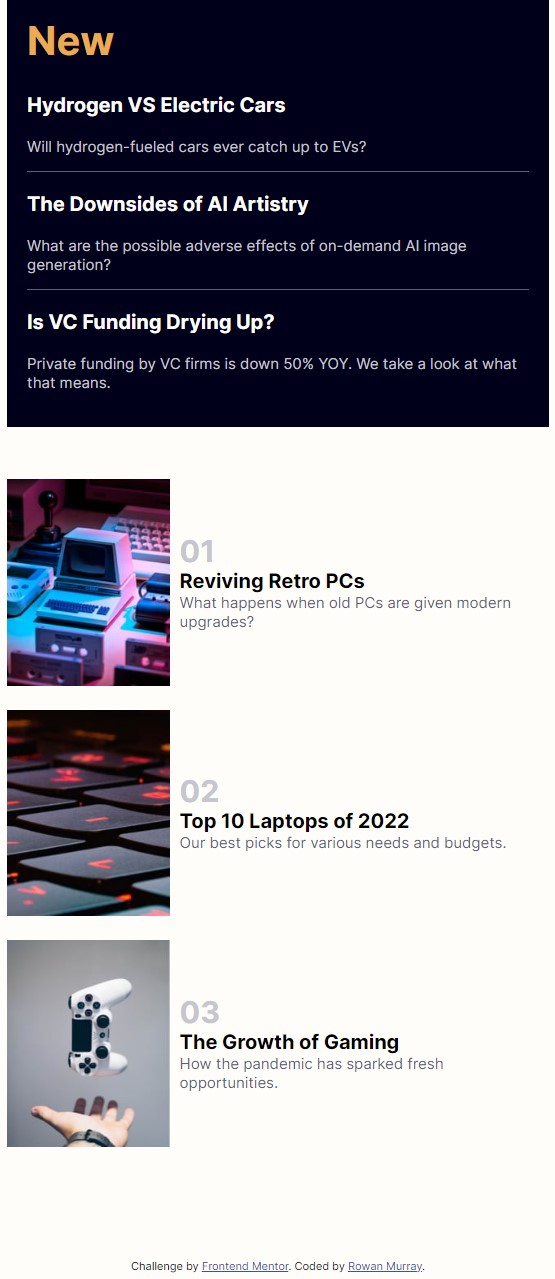 New
Hydrogen VS Electric Cars
Will hydrogen-fueled cars ever catch up to EVs?
The Downsides of AI Artistry
What are the possible adverse effects of on-demand AI image
generation?
Is VC Funding Drying Up?
Private funding by VC firms is down 50% YOY. We take a look at what
that means.
01
Reviving Retro PCs
What happens when old PCs are given modern
upgrades?
02
Top 10 Laptops of 2022
Our best picks for various needs and budgets.
03
The Growth of Gaming
How the pandemic has sparked fresh
opportunities.
Challenge by Frontend Mentor. Coded by Rowan Murray.